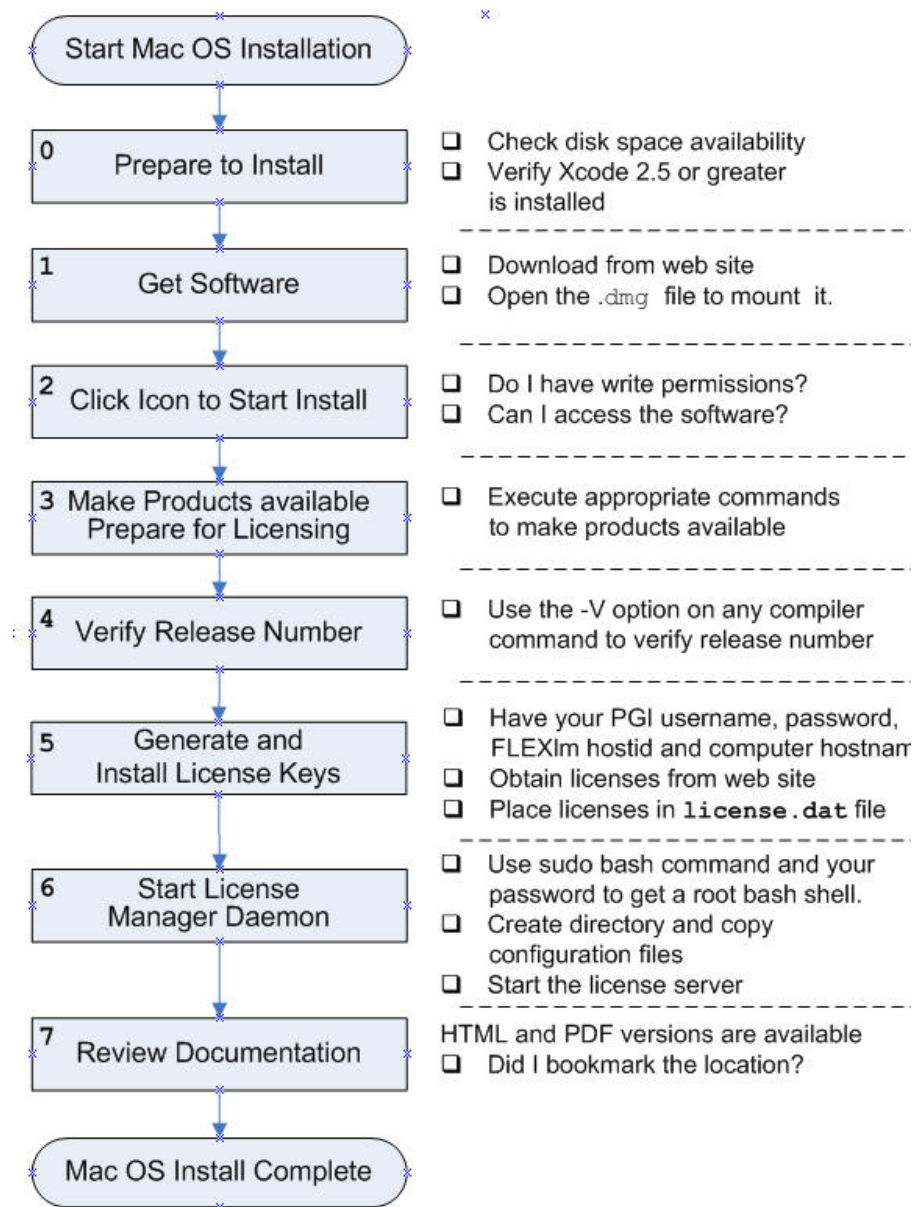 Start Mac OS Installation
0
Prepare to Install
❑ Check disk space availability
❑ Verify Xcode 2.5 or greater
is installed
1
Get Software
❑ Download from web site
❑ Open the .dmg file to mount it.
2
Click Icon to Start Install
❑ Do I have write permissions?
❑ Can I access the software?
3
Make Products available
Prepare for Licensing
❑ Execute appropriate commands
to make products available
4
Verify Release Number
❑ Use the -V option on any compiler
command to verify release number
5
Generate and
Install License Keys
❑ Have your PGI username, password,
FLEXlm hostid and computer hostnam
❑ Obtain licenses from web site
❑ Place licenses in license.dat file
6
Start License
Manager Daemon
❑ Use sudo bash command and your
password to get a root bash shell.
❑ Create directory and copy
configuration files
❑ Start the license server
7
Review Documentation
HTML and PDF versions are available
❑ Did I bookmark the location?
Mac OS Install Complete